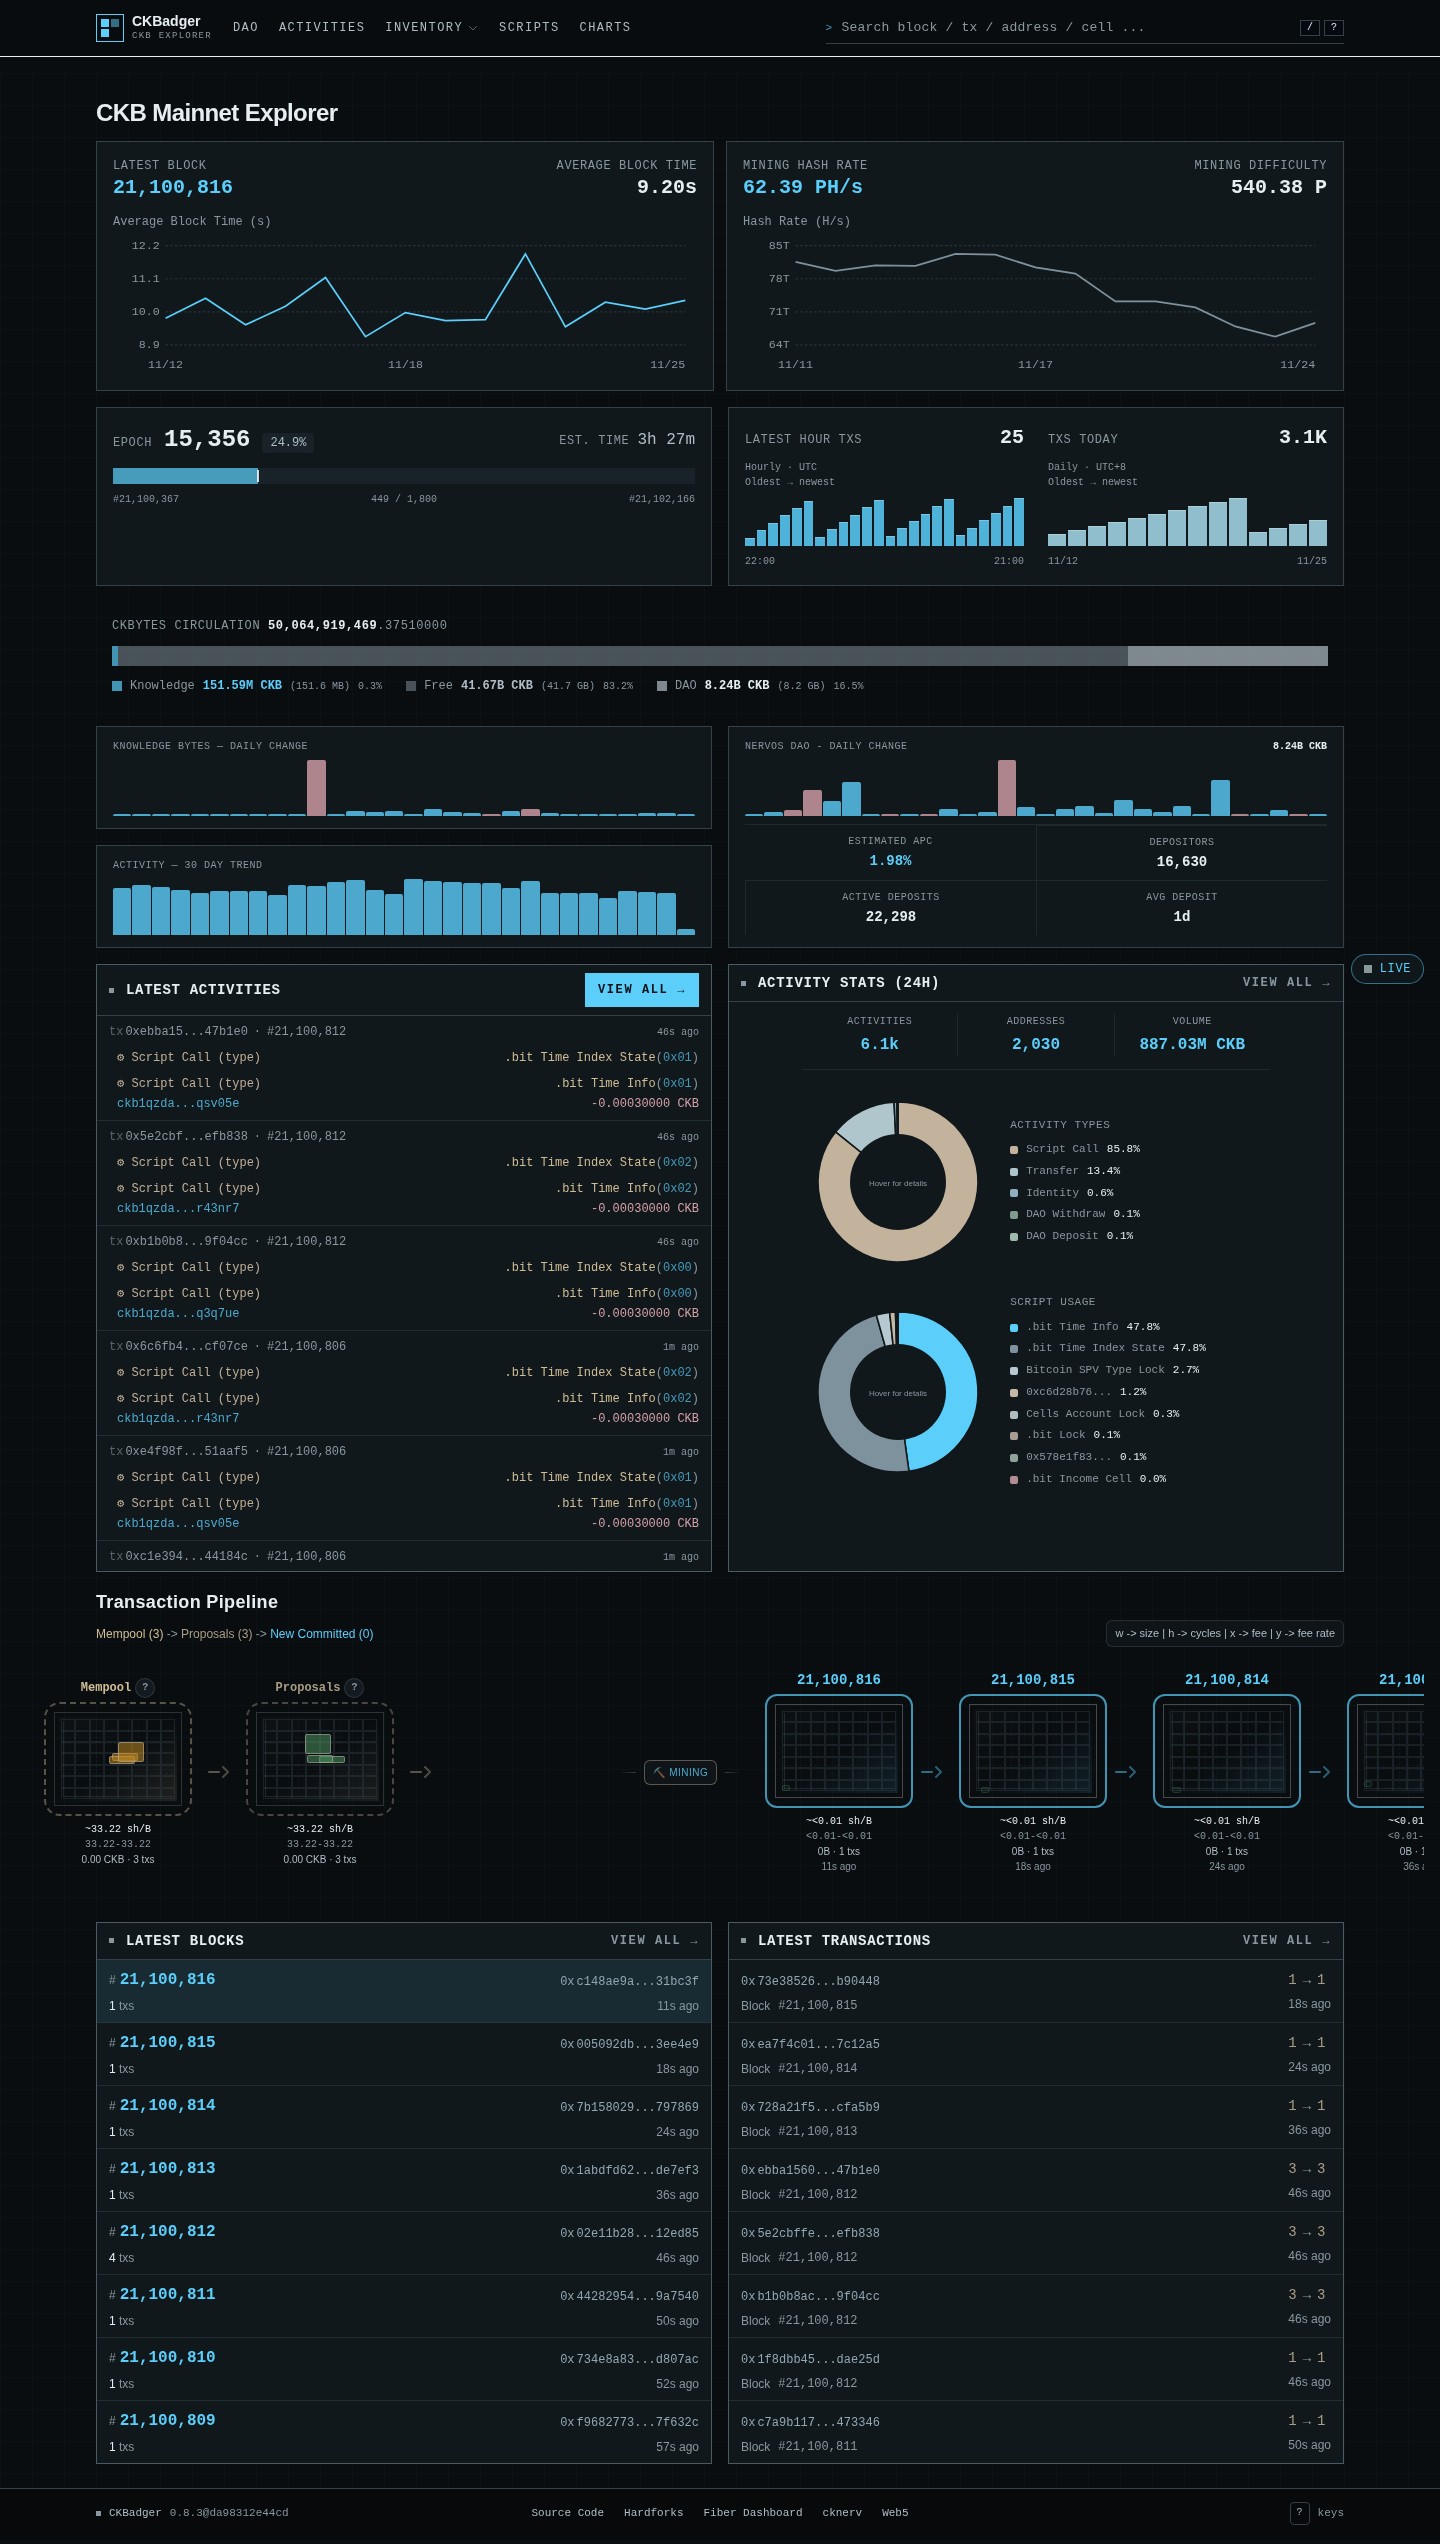 CKBadger
CKB EXPLORER
DAO ACTIVITIES INVENTORY SCRIPTS CHARTS
> Search block / tx / address / cell ... / ?
CKB Mainnet Explorer
LATEST BLOCK AVERAGE BLOCK TIME
21,100,816 9.20s
Average Block Time (s)
12.2
11.1
10.0
8.9
11/12 11/18 11/25
MINING HASH RATE MINING DIFFICULTY
62.39 PH/s 540.38 P
Hash Rate (H/s)
85T
78T
71T
64T
11/11 11/17 11/24
EPOCH 15,356 24.9% EST. TIME 3h 27m
#21,100,367 449 / 1,800 #21,102,166
LATEST HOUR TXS 25
Hourly · UTC
Oldest → newest
22:00 21:00
TXS TODAY 3.1K
Daily · UTC+8
Oldest → newest
11/12 11/25
CKBYTES CIRCULATION 50,064,919,469.37510000
Knowledge 151.59M CKB (151.6 MB) 0.3% Free 41.67B CKB (41.7 GB) 83.2% DAO 8.24B CKB (8.2 GB) 16.5%
KNOWLEDGE BYTES — DAILY CHANGE
ACTIVITY — 30 DAY TREND
NERVOS DAO - DAILY CHANGE 8.24B CKB
ESTIMATED APC DEPOSITORS
1.98% 16,630
ACTIVE DEPOSITS AVG DEPOSIT
22,298 1d
LIVE
LATEST ACTIVITIES VIEW ALL →
tx 0xebba15...47b1e0 · #21,100,812 46s ago
⚙ Script Call (type) .bit Time Index State(0x01)
⚙ Script Call (type) .bit Time Info(0x01)
ckb1qzda...qsv05e -0.00030000 CKB
tx 0x5e2cbf...efb838 · #21,100,812 46s ago
⚙ Script Call (type) .bit Time Index State(0x02)
⚙ Script Call (type) .bit Time Info(0x02)
ckb1qzda...r43nr7 -0.00030000 CKB
tx 0xb1b0b8...9f04cc · #21,100,812 46s ago
⚙ Script Call (type) .bit Time Index State(0x00)
⚙ Script Call (type) .bit Time Info(0x00)
ckb1qzda...q3q7ue -0.00030000 CKB
tx 0x6c6fb4...cf07ce · #21,100,806 1m ago
⚙ Script Call (type) .bit Time Index State(0x02)
⚙ Script Call (type) .bit Time Info(0x02)
ckb1qzda...r43nr7 -0.00030000 CKB
tx 0xe4f98f...51aaf5 · #21,100,806 1m ago
⚙ Script Call (type) .bit Time Index State(0x01)
⚙ Script Call (type) .bit Time Info(0x01)
ckb1qzda...qsv05e -0.00030000 CKB
tx 0xc1e394...44184c · #21,100,806 1m ago
ACTIVITY STATS (24H) VIEW ALL →
ACTIVITIES ADDRESSES VOLUME
6.1k 2,030 887.03M CKB
Hover for details
ACTIVITY TYPES
Script Call 85.8%
Transfer 13.4%
Identity 0.6%
DAO Withdraw 0.1%
DAO Deposit 0.1%
Hover for details
SCRIPT USAGE
.bit Time Info 47.8%
.bit Time Index State 47.8%
Bitcoin SPV Type Lock 2.7%
0xc6d28b76... 1.2%
Cells Account Lock 0.3%
.bit Lock 0.1%
0x578e1f83... 0.1%
.bit Income Cell 0.0%
Transaction Pipeline
Mempool (3) -> Proposals (3) -> New Committed (0) w -> size | h -> cycles | x -> fee | y -> fee rate
Mempool ?
~33.22 sh/B
33.22-33.22
0.00 CKB · 3 txs
Proposals ?
~33.22 sh/B
33.22-33.22
0.00 CKB · 3 txs
MINING
21,100,816
~<0.01 sh/B
<0.01-<0.01
0B · 1 txs
11s ago
21,100,815
~<0.01 sh/B
<0.01-<0.01
0B · 1 txs
18s ago
21,100,814
~<0.01 sh/B
<0.01-<0.01
0B · 1 txs
24s ago
21,10
~<0.01
<0.01-
0B ·
36s
LATEST BLOCKS VIEW ALL →
# 21,100,816 0xc148ae9a...31bc3f
1 txs 11s ago
# 21,100,815 0x005092db...3ee4e9
1 txs 18s ago
# 21,100,814 0x7b158029...797869
1 txs 24s ago
# 21,100,813 0x1abdfd62...de7ef3
1 txs 36s ago
# 21,100,812 0x02e11b28...12ed85
4 txs 46s ago
# 21,100,811 0x44282954...9a7540
1 txs 50s ago
# 21,100,810 0x734e8a83...d807ac
1 txs 52s ago
# 21,100,809 0xf9682773...7f632c
1 txs 57s ago
LATEST TRANSACTIONS VIEW ALL →
0x73e38526...b90448 1 → 1
Block #21,100,815 18s ago
0xea7f4c01...7c12a5 1 → 1
Block #21,100,814 24s ago
0x728a21f5...cfa5b9 1 → 1
Block #21,100,813 36s ago
0xebba1560...47b1e0 3 → 3
Block #21,100,812 46s ago
0x5e2cbffe...efb838 3 → 3
Block #21,100,812 46s ago
0xb1b0b8ac...9f04cc 3 → 3
Block #21,100,812 46s ago
0x1f8dbb45...dae25d 1 → 1
Block #21,100,812 46s ago
0xc7a9b117...473346 1 → 1
Block #21,100,811 50s ago
CKBadger 0.8.3@da98312e44cd Source Code Hardforks Fiber Dashboard cknerv Web5 ? keys